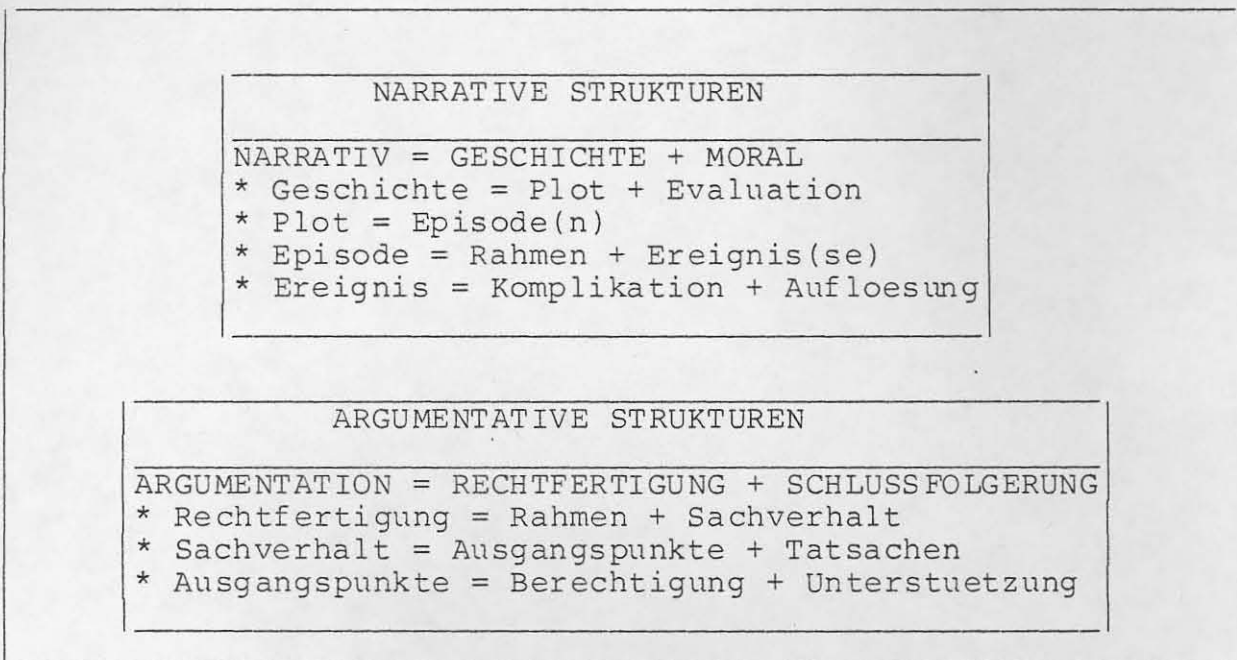 NARRATIVE STRUKTUREN
NARRATIV = GESCHICHTE + MORAL
* Geschichte = Plot + Evaluation
* Plot = Episode(n)
* Episode = Rahmen + Ereignis(se)
* Ereignis = Komplikation + Aufloesung
ARGUMENTATIVE STRUKTUREN
ARGUMENTATION = RECHTFERTIGUNG + SCHLUSSFOLGERUNG
* Rechtfertigung = Rahmen + Sachverhalt
* Sachverhalt = Ausgangspunkte + Tatsachen
* Ausgangspunkte = Berechtigung + Unterstuetzung